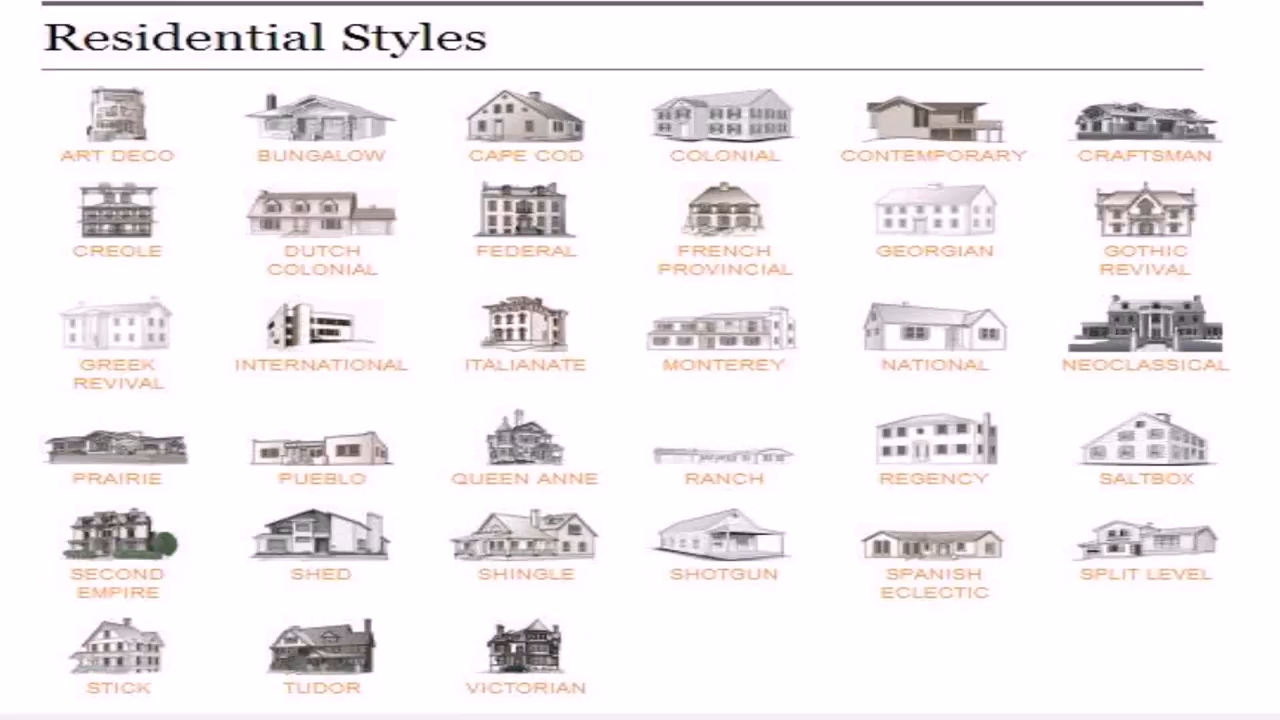 Residential Styles
ART DECO
BUNGALOW
CAPE COD
COLONIAL
CONTEMPORARY
CRAFTSMAN
CREOLE
DUTCH
COLONIAL
FEDERAL
FRENCH
PROVINCIAL
GEORGIAN
GOTHIC
REVIVAL
GREEK
REVIVAL
INTERNATIONAL
ITALIANATE
MONTEREY
NATIONAL
NEOCLASSICAL
PRAIRIE
PUEBLO
QUEEN ANNE
RANCH
REGENCY
SALTBOX
SECOND
EMPIRE
SHED
SHINGLE
SHOTGUN
SPANISH
ECLECTIC
SPLIT LEVEL
STICK
TUDOR
VICTORIAN